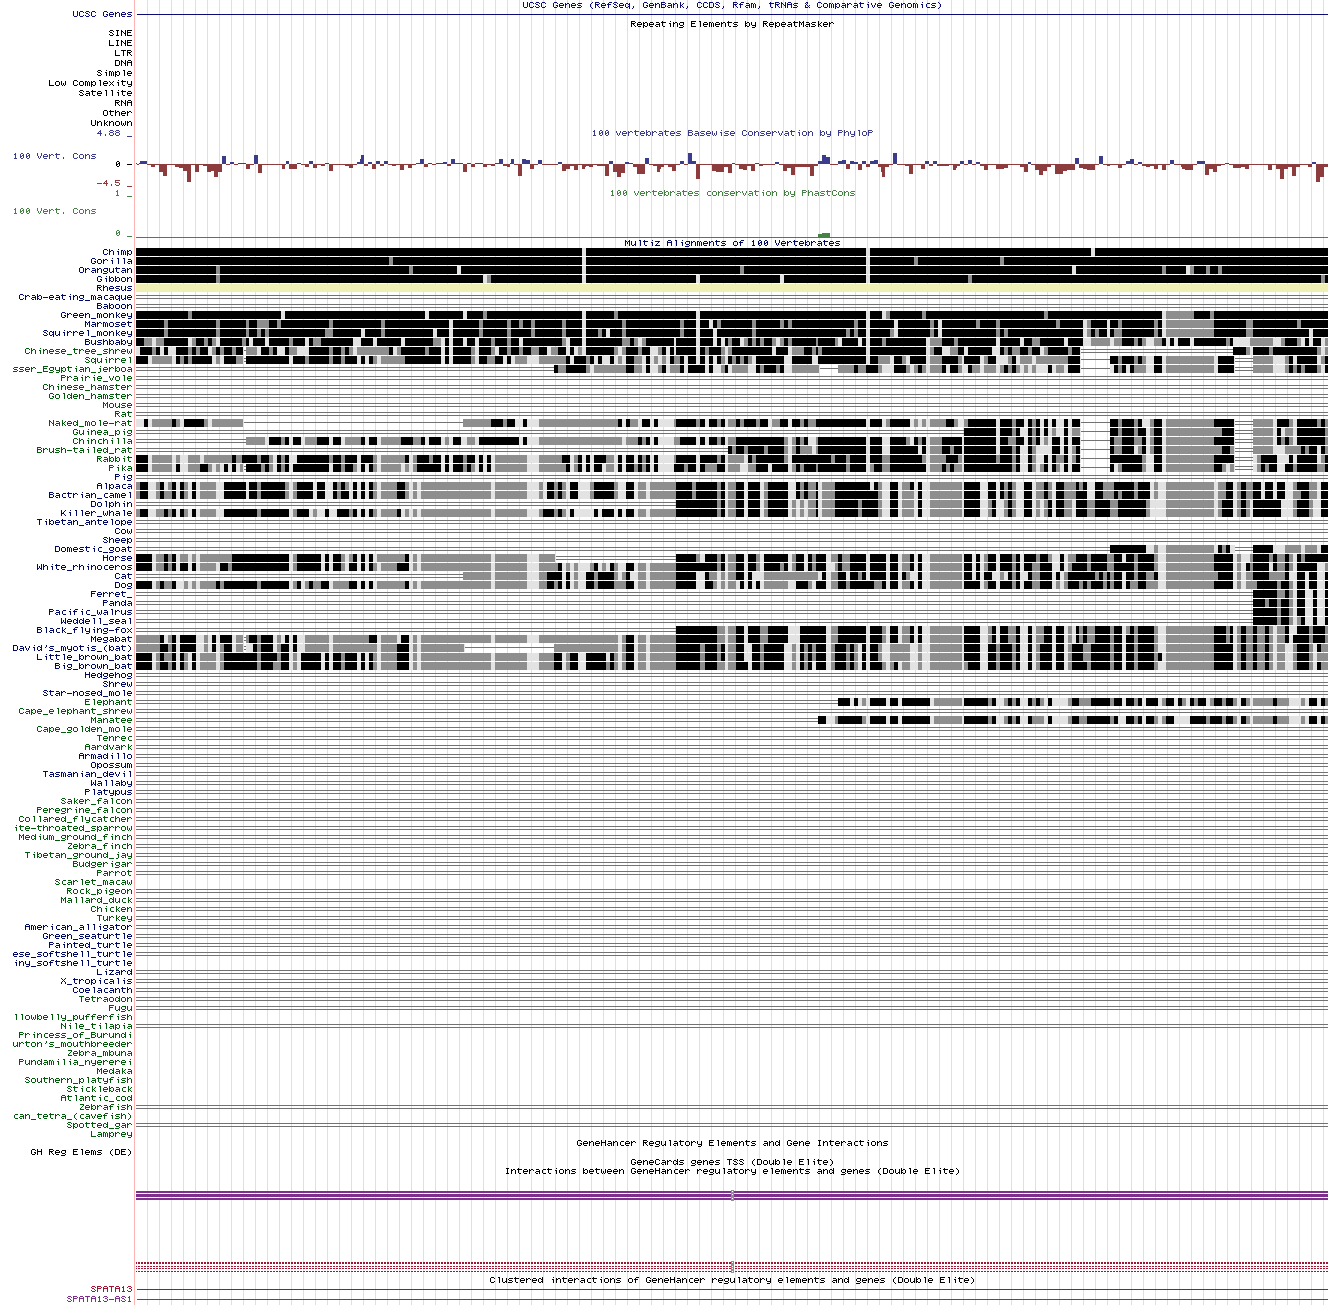 UCSC Genes (RefSeq, GenBank, CCDS, Rfam, tRNAs & Comparative Genomics)
UCSC Genes
Repeating Elements by RepeatMasker
SINE
LINE
LTR
DNA
Simple
Low Complexity
Satellite
RNA
Other
Unknown
4.88 _
100 vertebrates Basewise Conservation by PhyloP
100 Vert. Cons
0 -
-4.5 _
1 _
100 vertebrates conservation by PhastCons
100 Vert. Cons
0 _
Multiz Alignments of 100 Vertebrates
Chimp
Gorilla
Orangutan
Gibbon
Rhesus
Crab-eating_macaque
Baboon
Green_monkey
Marmoset
Squirrel_monkey
Bushbaby
Chinese_tree_shrew
Squirrel
sser_Egyptian_jerboa
Prairie_vole
Chinese_hamster
Golden_hamster
Mouse
Rat
Naked_mole-rat
Guinea_pig
Chinchilla
Brush-tailed_rat
Rabbit
Pika
Pig
Alpaca
Bactrian_camel
Dolphin
Killer_whale
Tibetan_antelope
Cow
Sheep
Domestic_goat
Horse
White_rhinoceros
Cat
Dog
Ferret_
Panda
Pacific_walrus
Weddell_seal
Black_flying-fox
Megabat
David's_myotis_(bat)
Little_brown_bat
Big_brown_bat
Hedgehog
Shrew
Star-nosed_mole
Elephant
Cape_elephant_shrew
Manatee
Cape_golden_mole
Tenrec
Aardvark
Armadillo
Opossum
Tasmanian_devil
Wallaby
Platypus
Saker_falcon
Peregrine_falcon
Collared_flycatcher
ite-throated_sparrow
Medium_ground_finch
Zebra_finch
Tibetan_ground_jay
Budgerigar
Parrot
Scarlet_macaw
Rock_pigeon
Mallard_duck
Chicken
Turkey
American_alligator
Green_seaturtle
Painted_turtle
ese_softshell_turtle
iny_softshell_turtle
Lizard
X_tropicalis
Coelacanth
Tetraodon
Fugu
llowbelly_pufferfish
Nile_tilapia
Princess_of_Burundi
urton's_mouthbreeder
Zebra_mbuna
Pundamilia_nyererei
Medaka
Southern_platyfish
Stickleback
Atlantic_cod
Zebrafish
can_tetra_(cavefish)
Spotted_gar
Lamprey
GeneHancer Regulatory Elements and Gene Interactions
GH Reg Elems (DE)
GeneCards genes TSS (Double Elite)
Interactions between GeneHancer regulatory elements and genes (Double Elite)
Clustered interactions of GeneHancer regulatory elements and genes (Double Elite)
SPATA13
SPATA13-AS1